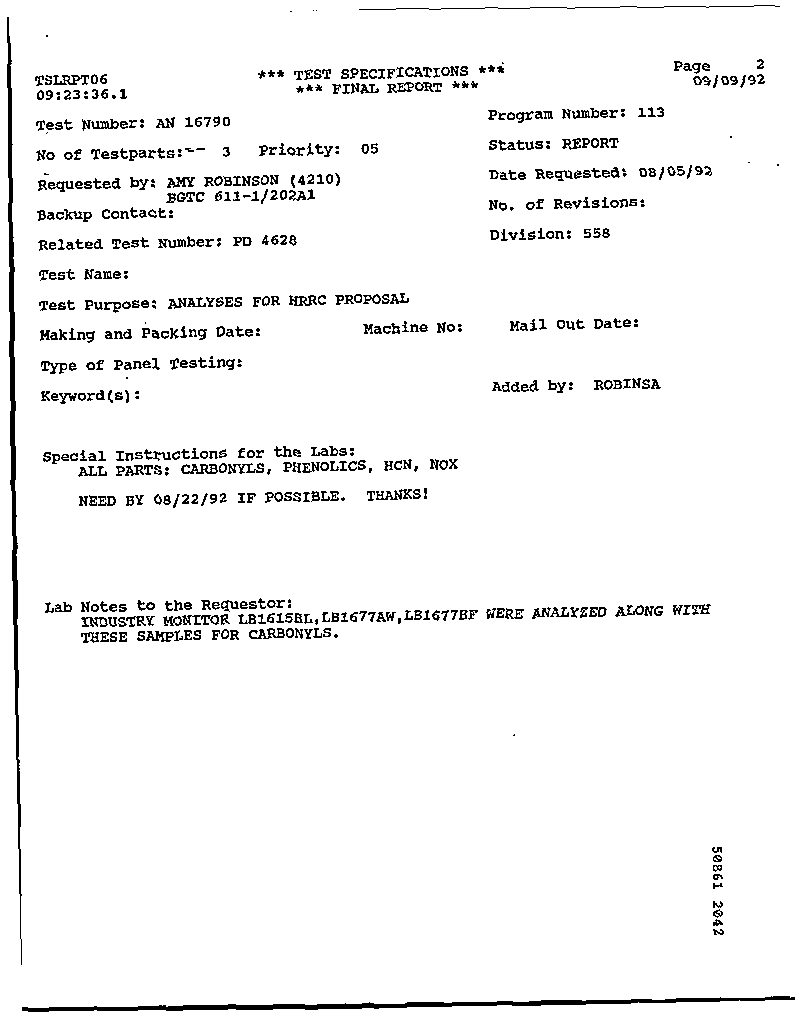 TSLRPT06 *** TEST SPECIFICATIONS *** Page 2
09:23:36.1 *** FINAL REPORT *** 09/09/92
Test Number: AN 16790 Program Number: 113
No of Testparts:-- 3 Priority: 05 Status: REPORT
Requested by: AMY ROBINSON (4210) Date Requested: 08/05/92
BGTC 611-1/202A1
Backup Contact: No. of Revisions:
Related Test Number: PD 4628 Division: 558
Test Name:
Test Purpose: ANALYSES FOR HRRC PROPOSAL
Making and Packing Date: Machine No: Mail Out Date:
Type of Panel Testing:
Keyword(s): Added by: ROBINSA
Special Instructions for the Labs:
ALL PARTS: CARBONYLS, PHENOLICS, HCN, NOX
NEED BY 08/22/92 IF POSSIBLE. THANKS!
Lab Notes to the Requestor:
INDUSTRY MONITOR LB1615BL,LB1677AW,LB1677BF WERE ANALYZED ALONG WITH
THESE SAMPLES FOR CARBONYLS.
50861 2042